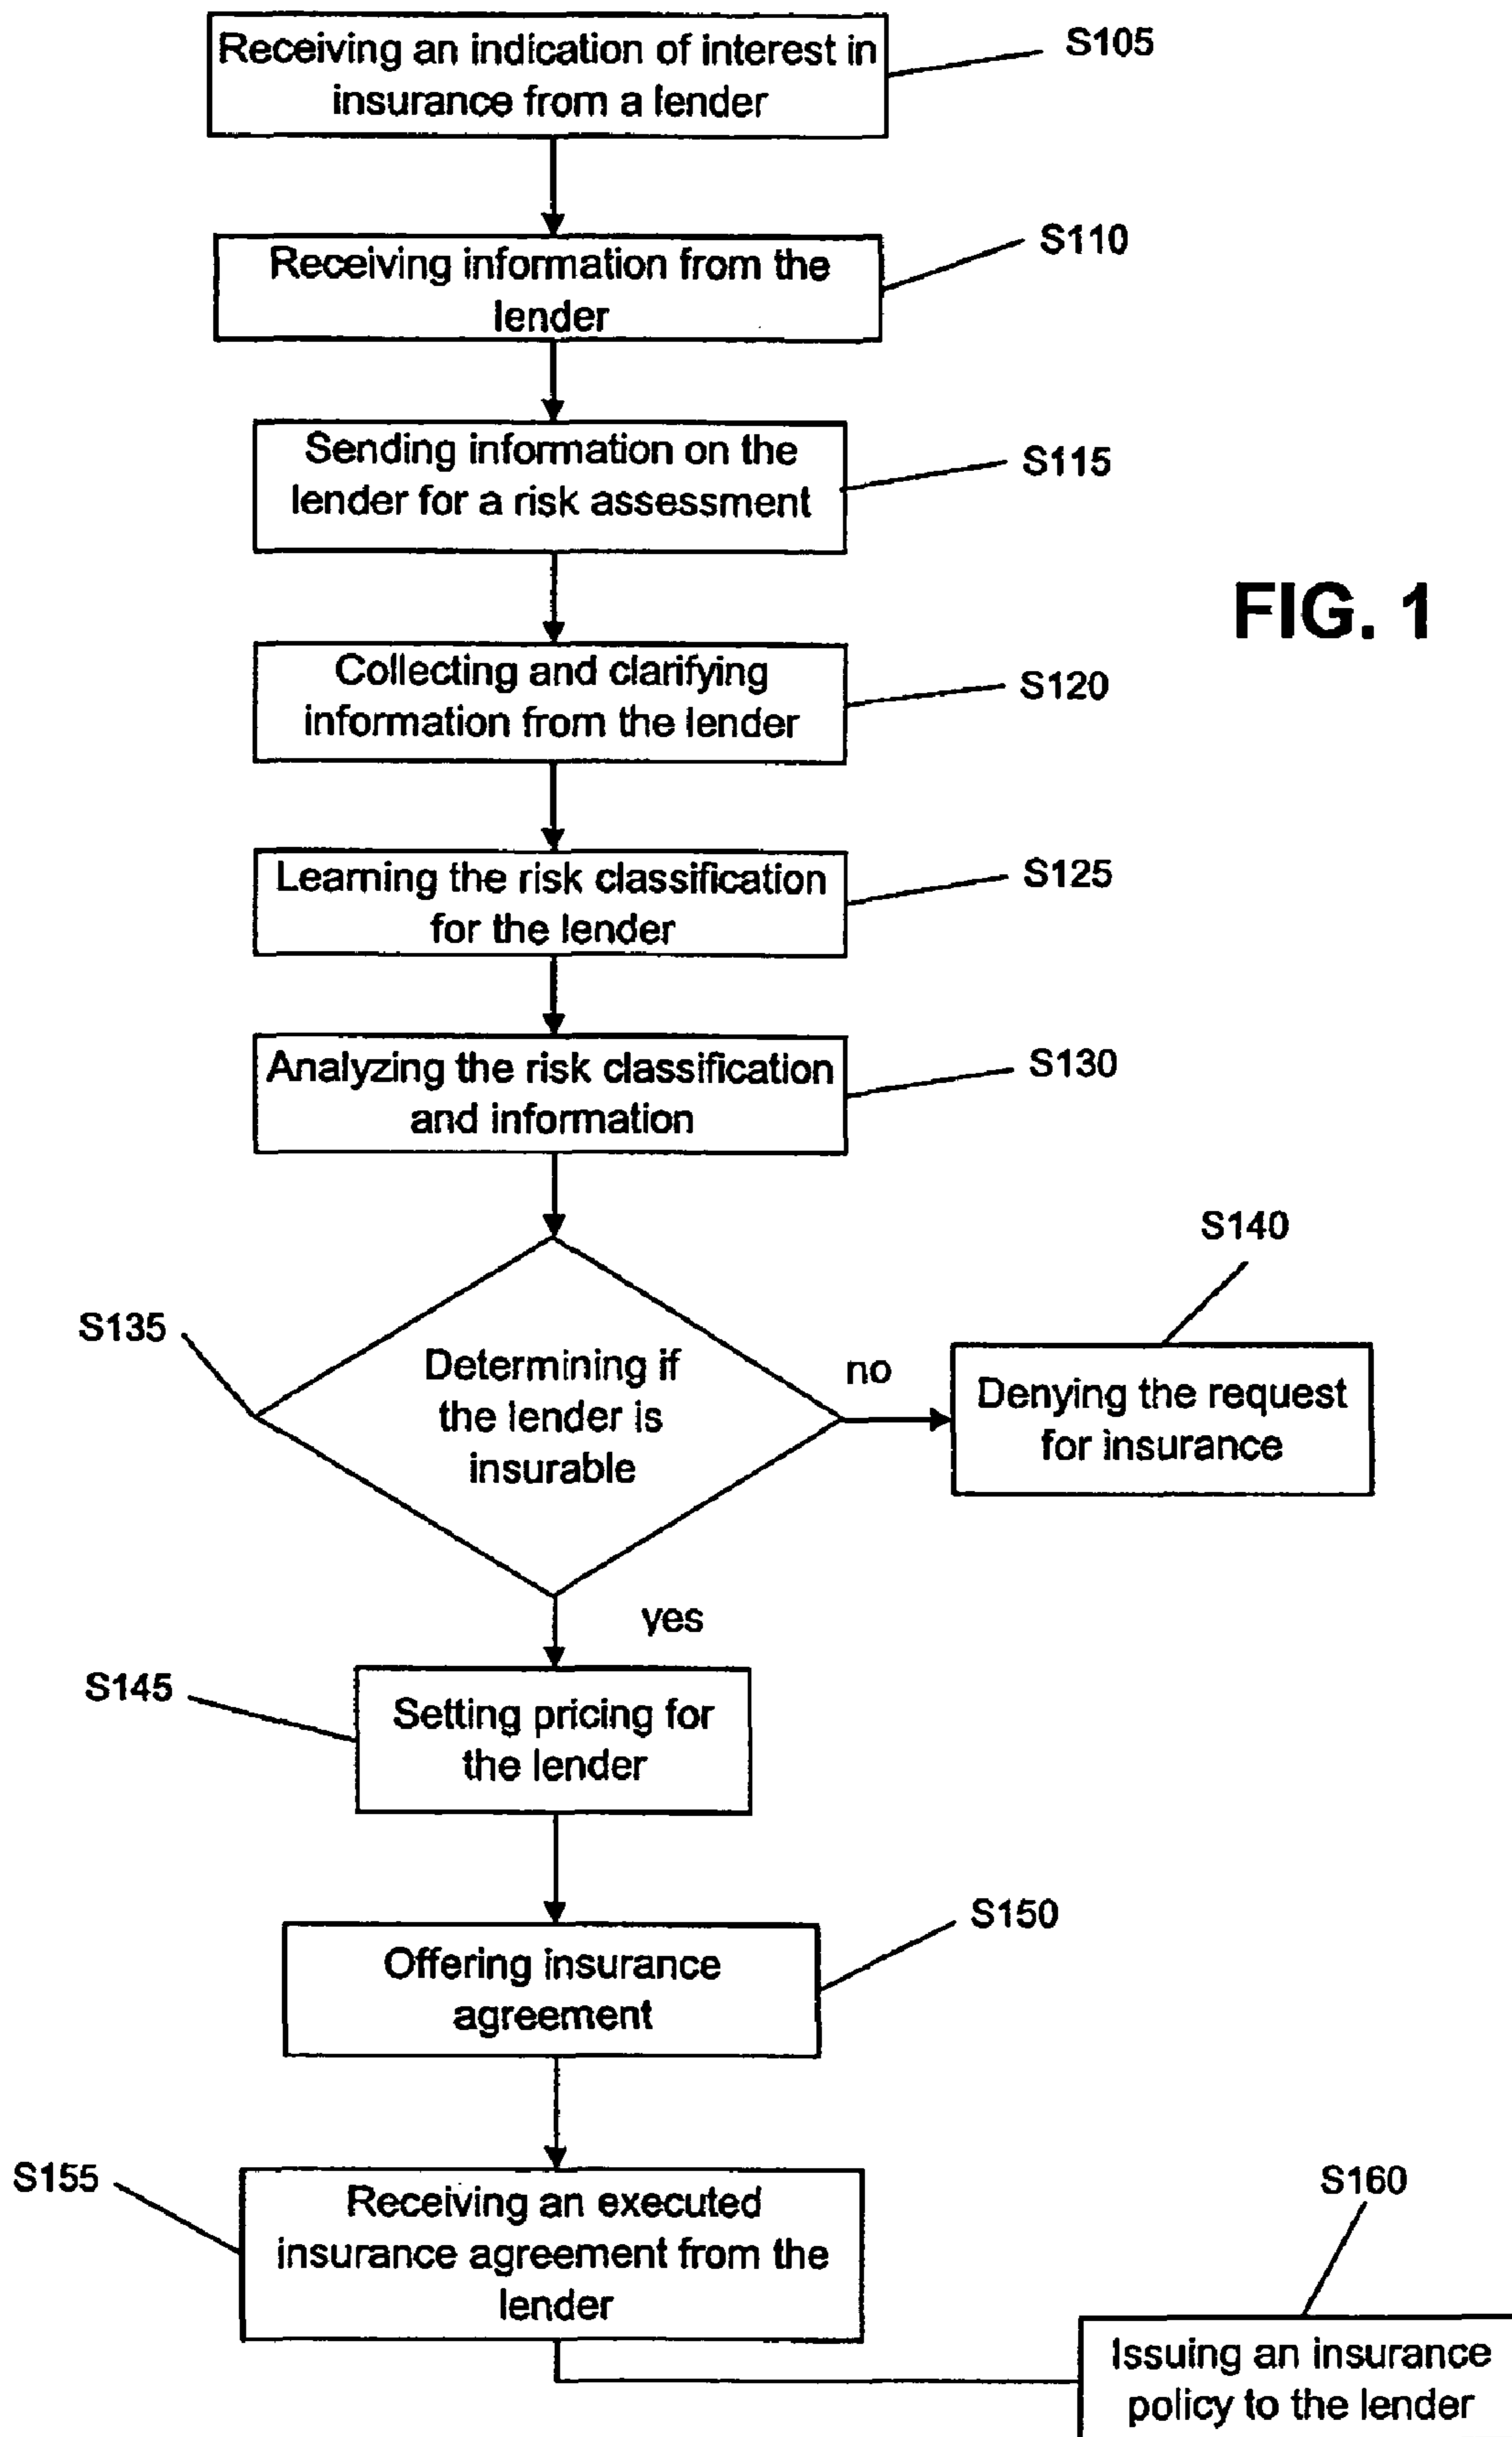 Receiving an indication of interest in
insurance from a lender
S105
Receiving information from the
lender
S110
Sending information on the
lender for a risk assessment
S115
FIG. 1
Collecting and clarifying
information from the lender
S120
Learning the risk classification
for the lender
S125
Analyzing the risk classification
and information
S130
S135
Determining if
the lender is
insurable
no
S140
Denying the request
for insurance
yes
S145
Setting pricing for
the lender
S150
Offering insurance
agreement
S155
Receiving an executed
insurance agreement from the
lender
S160
Issuing an insurance
policy to the lender